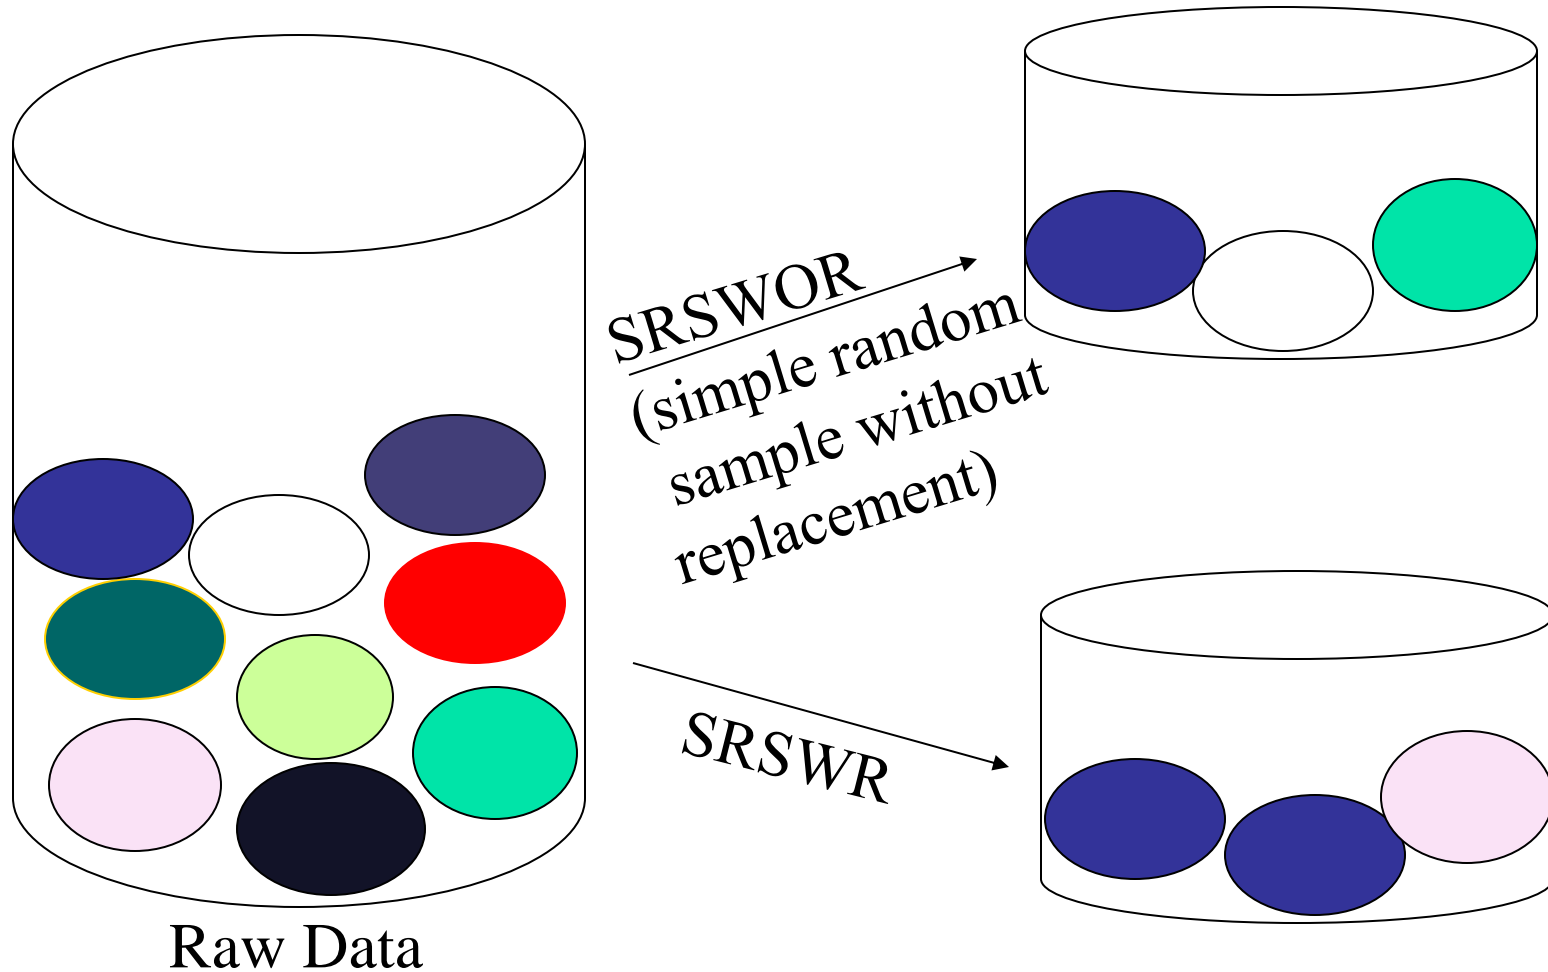 SRSWOR
(simple random
sample without
replacement)
SRSWR
Raw Data